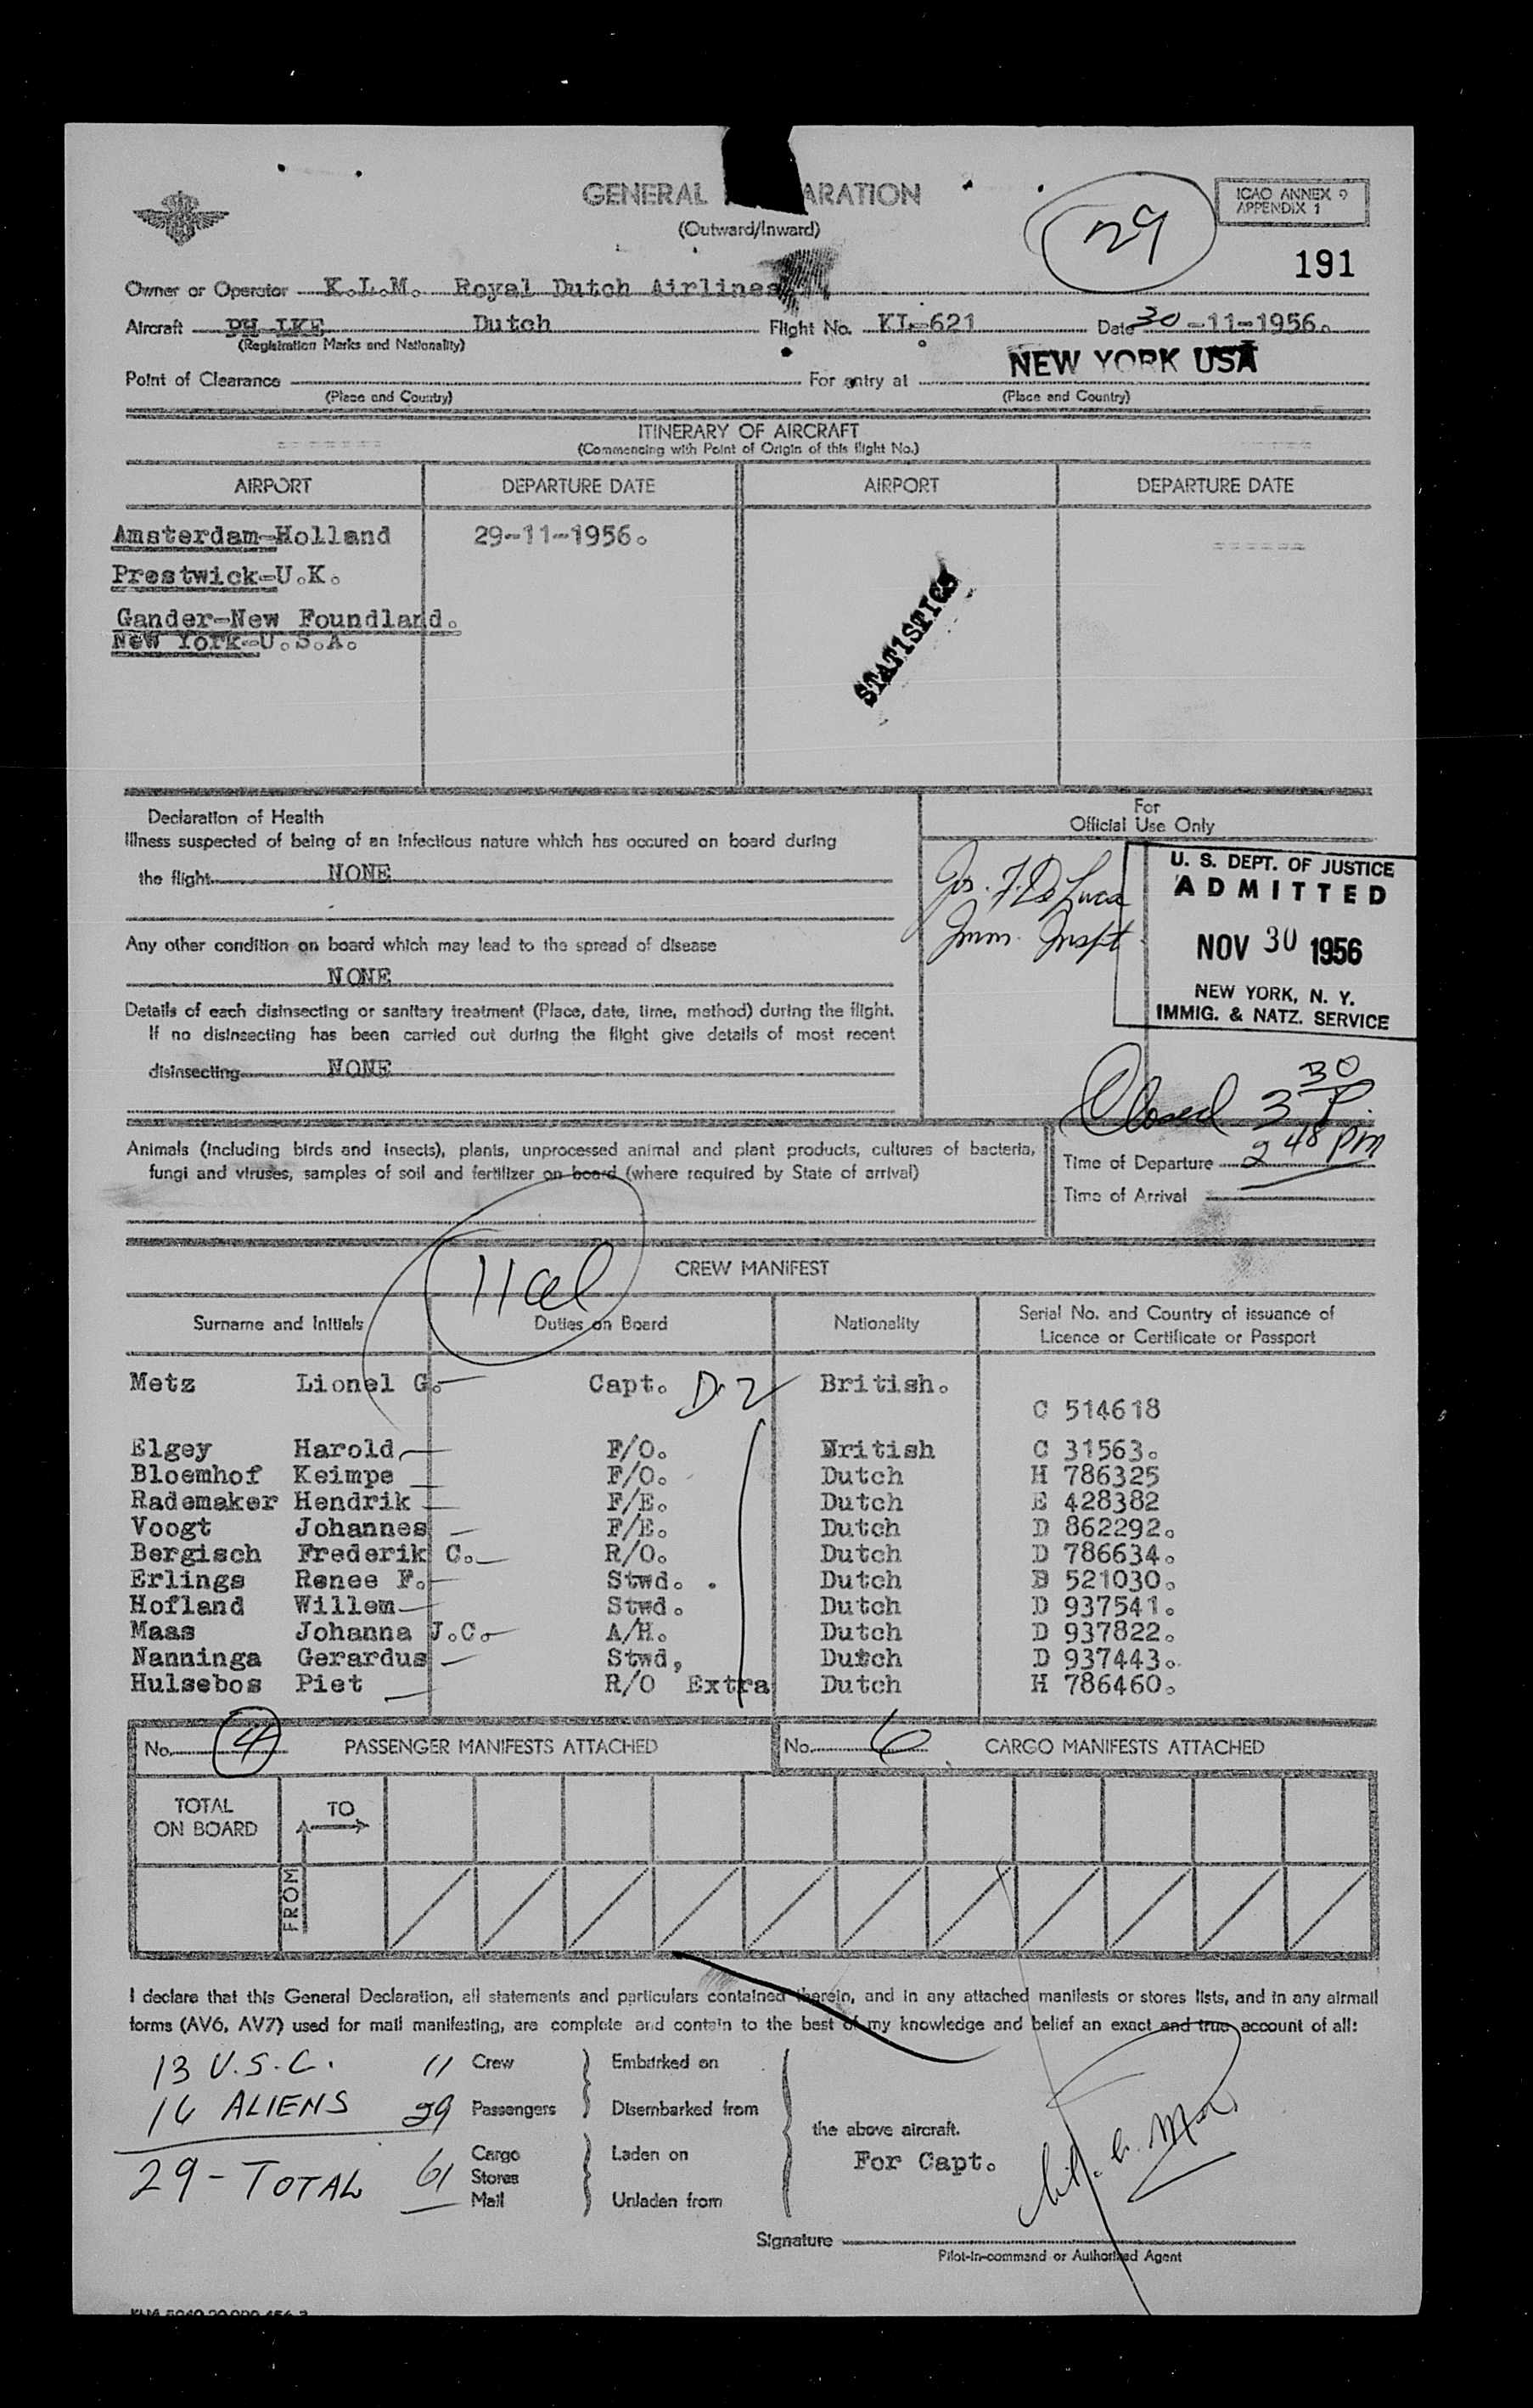 GENERAL ARATION
(Outward/Inward)
ICAO ANNEX 9
APPENDIX 1
29
191
Owner or Operator K.L.M. Royal Dutch Airlines
Aircraft PH-LKE Dutch Flight No. KL-621 Date 30-11-1956.
(Registration Marks and Nationality)
NEW YORK USA
Point of Clearance For entry at
(Place and Country) (Place and Country)
ITINERARY OF AIRCRAFT
(Commencing with Point of Origin of this flight No.)
AIRPORT DEPARTURE DATE AIRPORT DEPARTURE DATE
Amsterdam-Holland 29-11-1956.
Prestwick-U.K.
Gander-New Foundland.
New York-U.S.A.
STATISTICS
Declaration of Health
Illness suspected of being of an infectious nature which has occured on board during
the flight NONE
Any other condition on board which may lead to the spread of disease
NONE
Details of each disinsecting or sanitary treatment (Place, date, time, method) during the flight.
If no disinsecting has been carried out during the flight give details of most recent
disinsecting NONE
For
Official Use Only
Jos. F. De Luca
Imm. Inspt
U. S. DEPT. OF JUSTICE
ADMITTED
NOV 30 1956
NEW YORK, N. Y.
IMMIG. & NATZ. SERVICE
Closed 3 30 P.
Animals (including birds and insects), plants, unprocessed animal and plant products, cultures of bacteria,
fungi and viruses, samples of soil and fertilizer on board (where required by State of arrival)
Time of Departure 2 48 pm
Time of Arrival
CREW MANIFEST
Surname and Initials Duties on Board Nationality Serial No. and Country of issuance of
Licence or Certificate or Passport
Metz Lionel G. Capt. D-2 British.
C 514618
Elgey Harold F/O. Nritish C 31563.
Bloemhof Keimpe F/O. Dutch H 786325
Rademaker Hendrik F/E. Dutch E 428382
Voogt Johannes F/E. Dutch D 862292.
Bergisch Frederik C. R/O. Dutch D 786634.
Erlings Renee F. Stwd. . Dutch B 521030.
Hofland Willem Stwd. Dutch D 937541.
Maas Johanna J.C. A/H. Dutch D 937822.
Nanninga Gerardus Stwd, Dutch D 937443.
Hulsebos Piet R/O Extra Dutch H 786460.
No. 4 PASSENGER MANIFESTS ATTACHED No. 6 CARGO MANIFESTS ATTACHED
TOTAL
ON BOARD
TO
FROM
I declare that this General Declaration, all statements and particulars contained therein, and in any attached manifests or stores lists, and in any airmail
forms (AV6, AV7) used for mail manifesting, are complete and contain to the best of my knowledge and belief an exact and true account of all:
13 U.S.C. 11 Crew Embarked on
16 ALIENS 29 Passengers Disembarked from
the above aircraft.
29 - TOTAL 61 Cargo Laden on
Stores
Mail Unladen from
For Capt.
Signature
Pilot-in-command or Authorized Agent